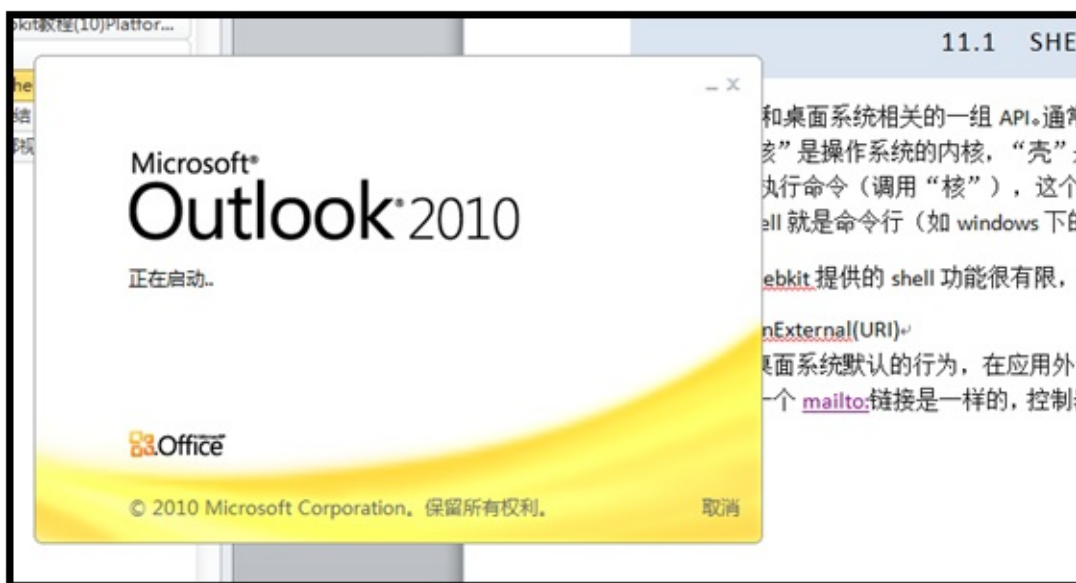 kit教程(10)Platfor...
he
结
视
11.1 SHE
Microsoft®
Outlook® 2010
正在启动..
Office
© 2010 Microsoft Corporation。保留所有权利。
取消
和桌面系统相关的一组 API。通常
”是操作系统的内核，“壳”
执行命令（调用“核”），这个
ell 就是命令行（如 windows 下的
ebkit 提供的 shell 功能很有限，
nExternal(URI)↵
桌面系统默认的行为，在应用外
一个 mailto:链接是一样的，控制